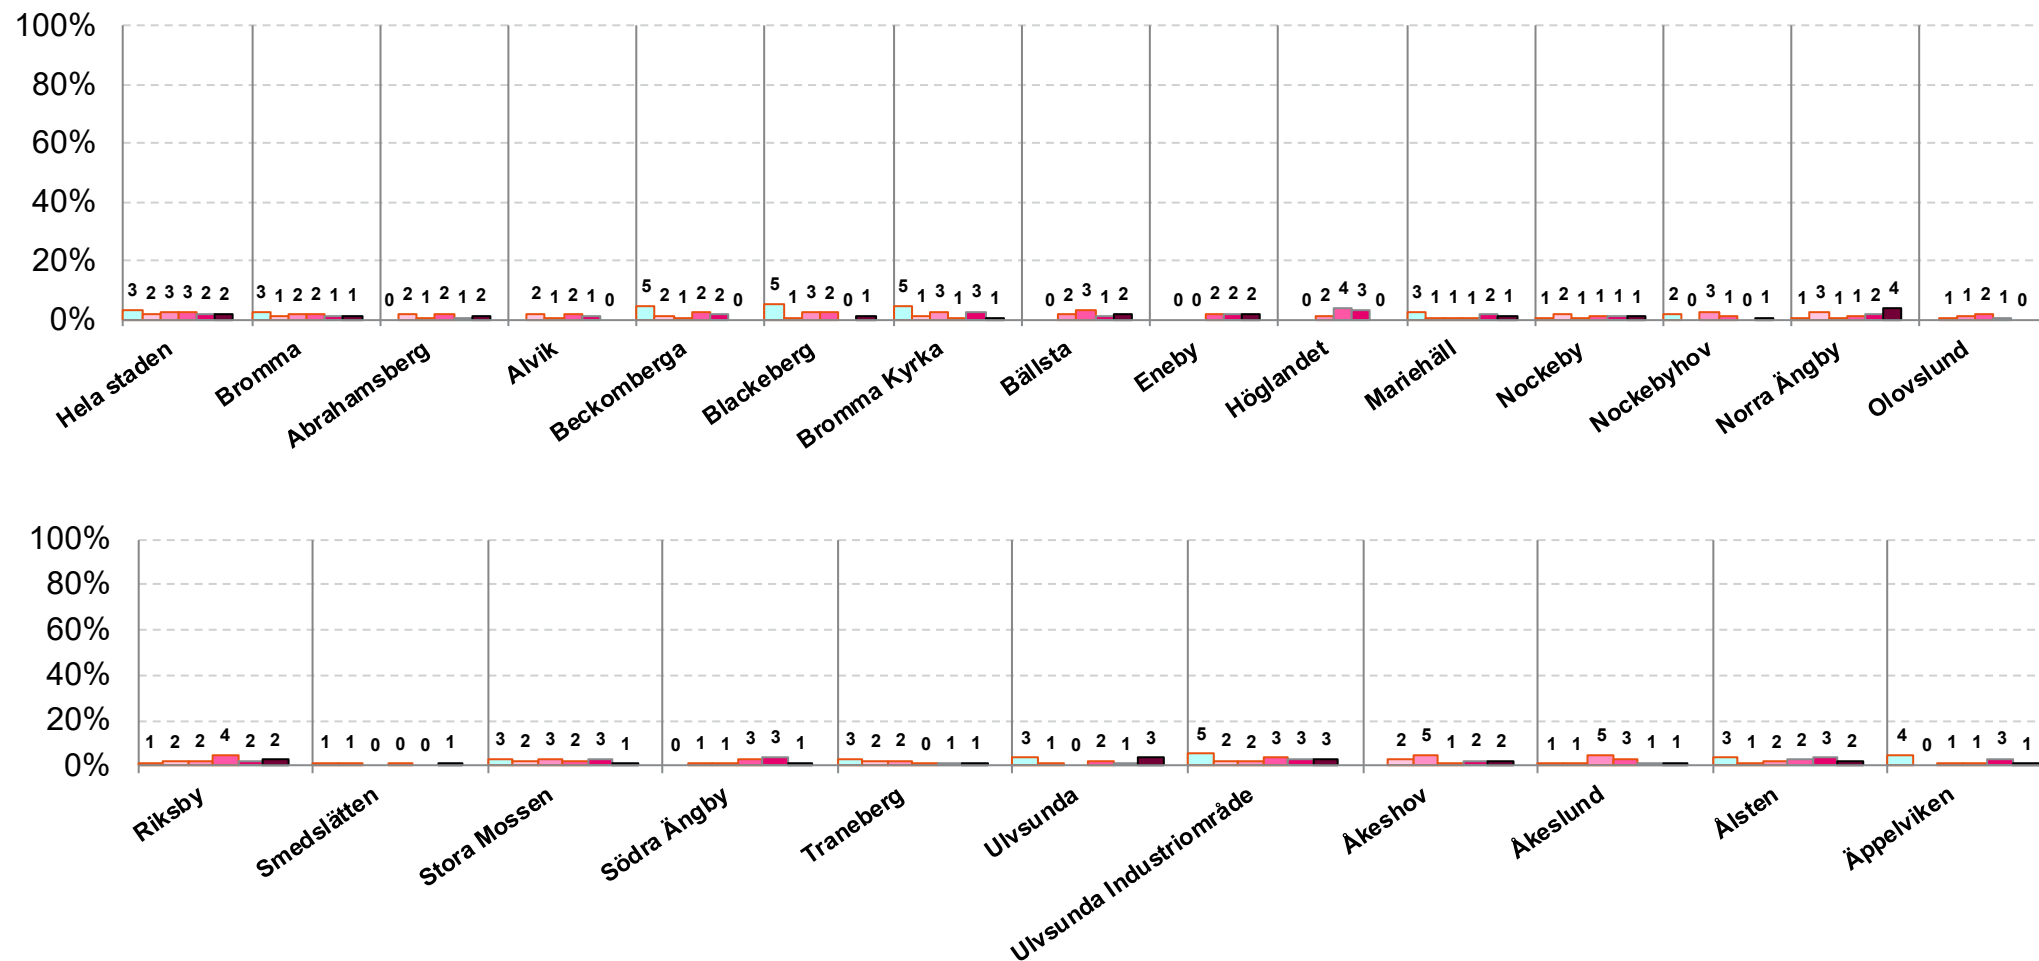 100%
80%
60%
40%
20%
0%
3 2 3 3 2 2
3 1 2 2 1 1
0 2 1 2 1 2
2 1 2 1 0
5 2 1 2 2 0
5 1 3 2 0 1
5 1 3 1 3 1
0 2 3 1 2
0 0 2 2 2
0 2 4 3 0
3 1 1 1 2 1
1 2 1 1 1 1
2 0 3 1 0 1
1 3 1 1 2 4
1 1 2 1 0
Hela staden
Bromma
Abrahamsberg
Alvik
Beckomberga
Blackeberg
Bromma Kyrka
Bällsta
Eneby
Höglandet
Mariehäll
Nockeby
Nockebyhov
Norra Ängby
Olovslund
100%
80%
60%
40%
20%
0%
1 2 2 4 2 2
1 1 0 0 0 1
3 2 3 2 3 1
0 1 1 3 3 1
3 2 2 0 1 1
3 1 0 2 1 3
5 2 2 3 3 3
2 5 1 2 2
1 1 5 3 1 1
3 1 2 2 3 2
4 0 1 1 3 1
Riksby
Smedslätten
Stora Mossen
Södra Ängby
Traneberg
Ulvsunda
Ulvsunda Industriområde
Åkeshov
Åkeslund
Ålsten
Äppelviken